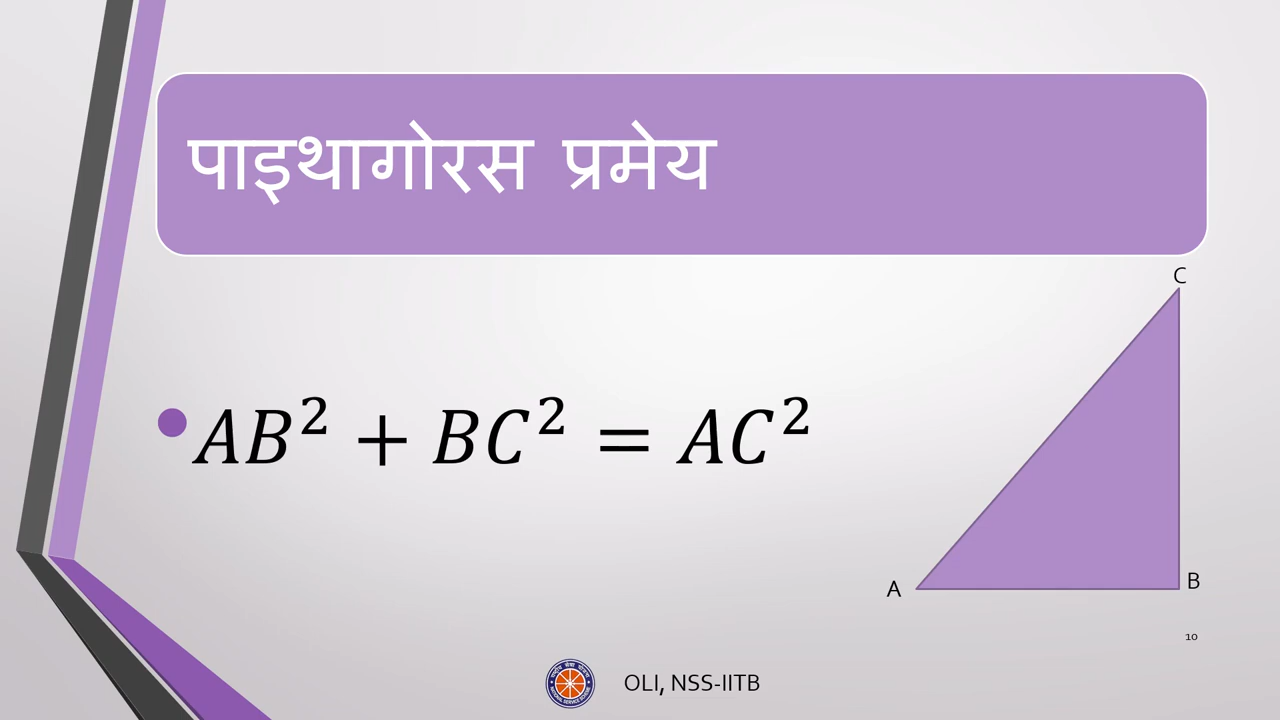 पाइथागोरस प्रमेय
C
• AB² + BC² = AC²
A
B
10
OLI, NSS-IITB